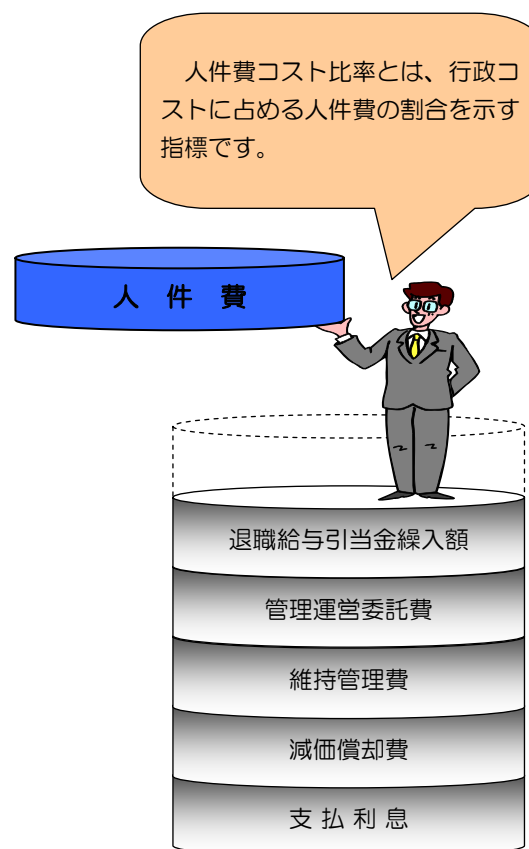 人件費コスト比率とは、行政コ
ストに占める人件費の割合を示す
指標です。
人　件　費
退職給与引当金繰入額
管理運営委託費
維持管理費
減価償却費
支 払 利 息